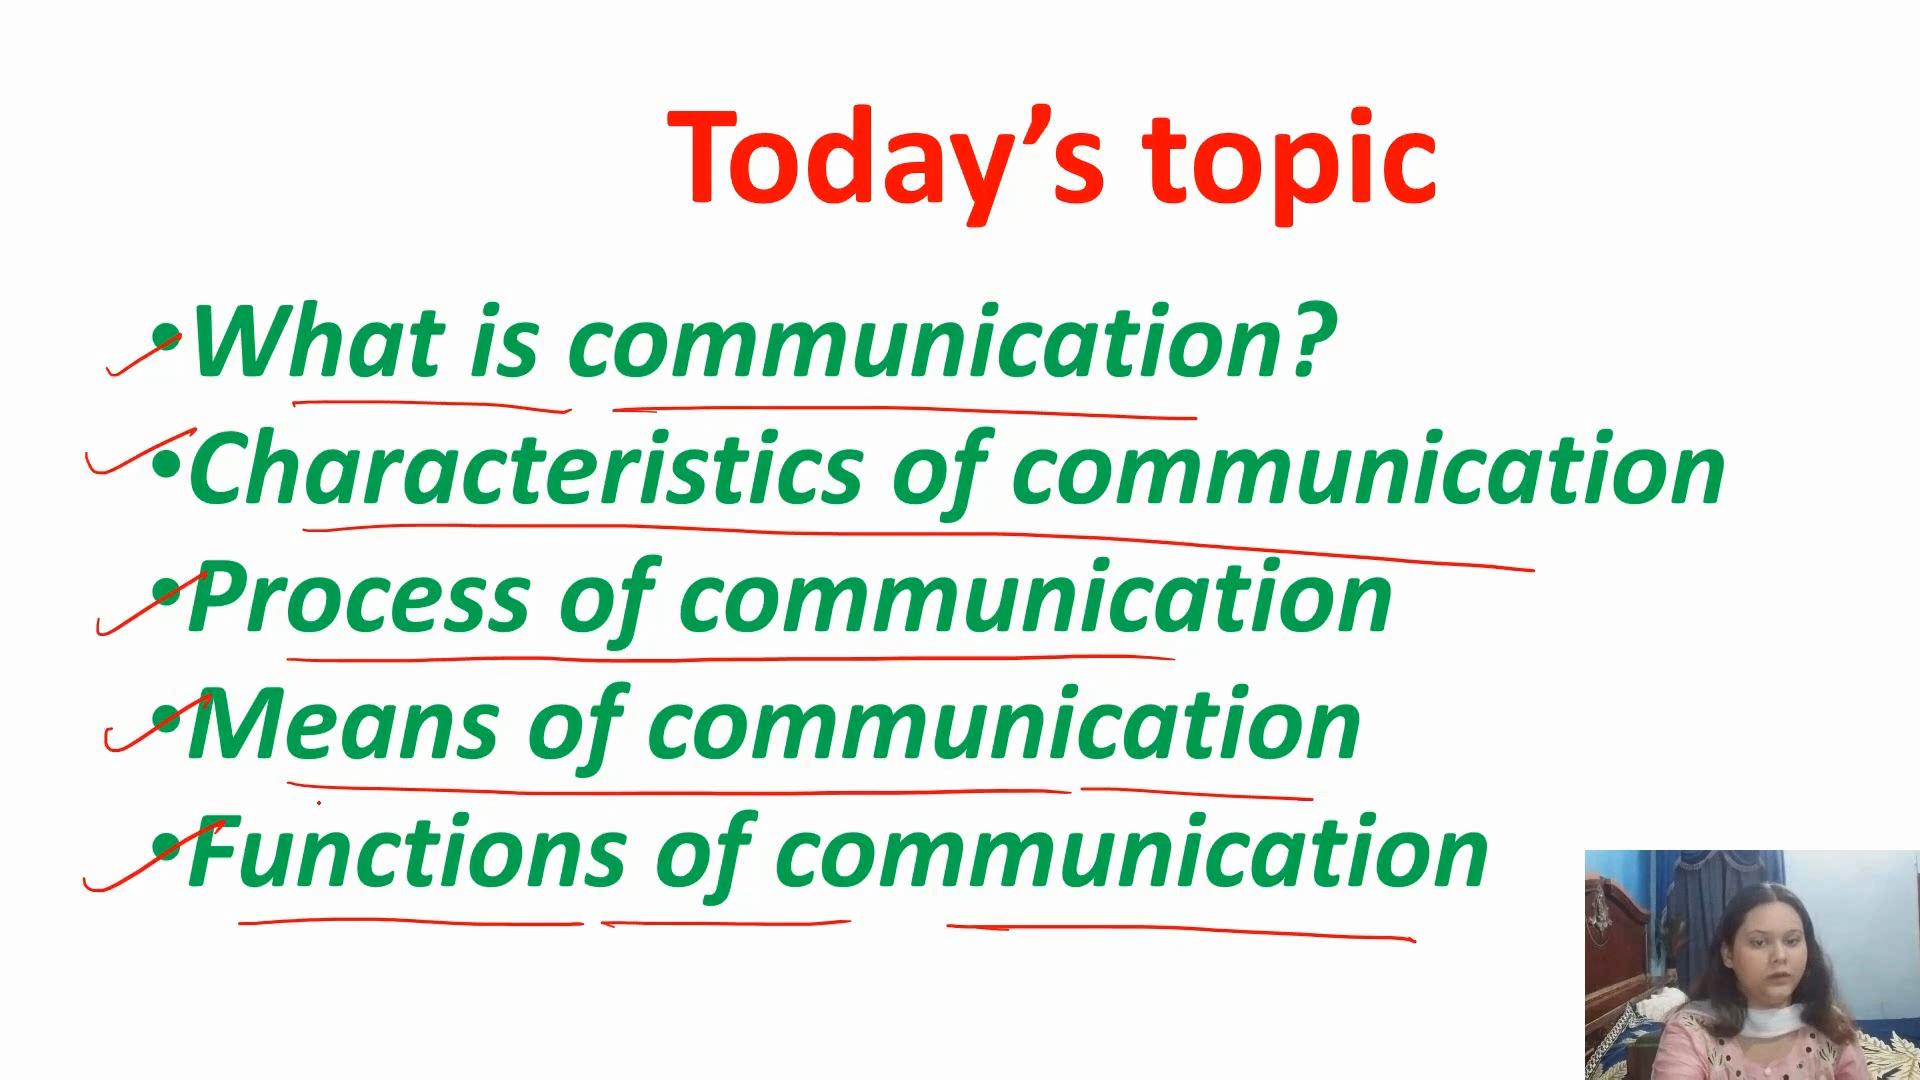 Today’s topic
•What is communication?
•Characteristics of communication
•Process of communication
•Means of communication
•Functions of communication